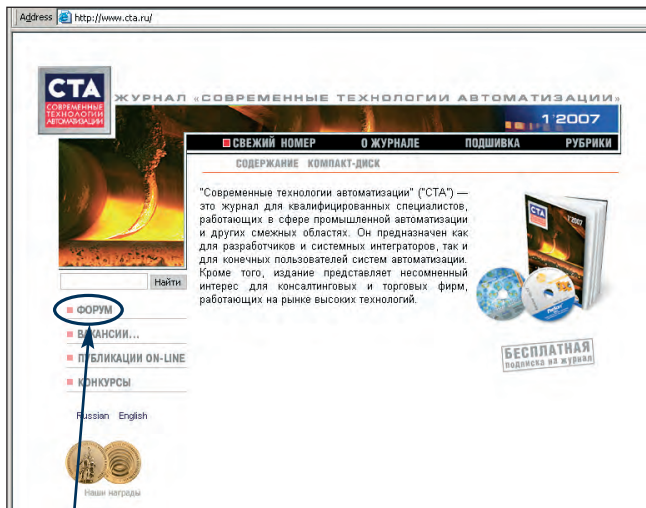 Address http://www.cta.ru/
СТА
СОВРЕМЕННЫЕ
ТЕХНОЛОГИИ
АВТОМАТИЗАЦИИ
ЖУРНАЛ «СОВРЕМЕННЫЕ ТЕХНОЛОГИИ АВТОМАТИЗАЦИИ»
1'2007
СВЕЖИЙ НОМЕР О ЖУРНАЛЕ ПОДШИВКА РУБРИКИ
СОДЕРЖАНИЕ КОМПАКТ-ДИСК
"Современные технологии автоматизации" ("СТА") —
это журнал для квалифицированных специалистов,
работающих в сфере промышленной автоматизации
и других смежных областях. Он предназначен как
для разработчиков и системных интеграторов, так и
для конечных пользователей систем автоматизации.
Кроме того, издание представляет несомненный
интерес для консалтинговых и торговых фирм,
работающих на рынке высоких технологий.
СТА
1'2007
Найти
ФОРУМ
ВАКАНСИИ...
ПУБЛИКАЦИИ ON-LINE
КОНКУРСЫ
БЕСПЛАТНАЯ
подписка на журнал
Russian English
Наши награды